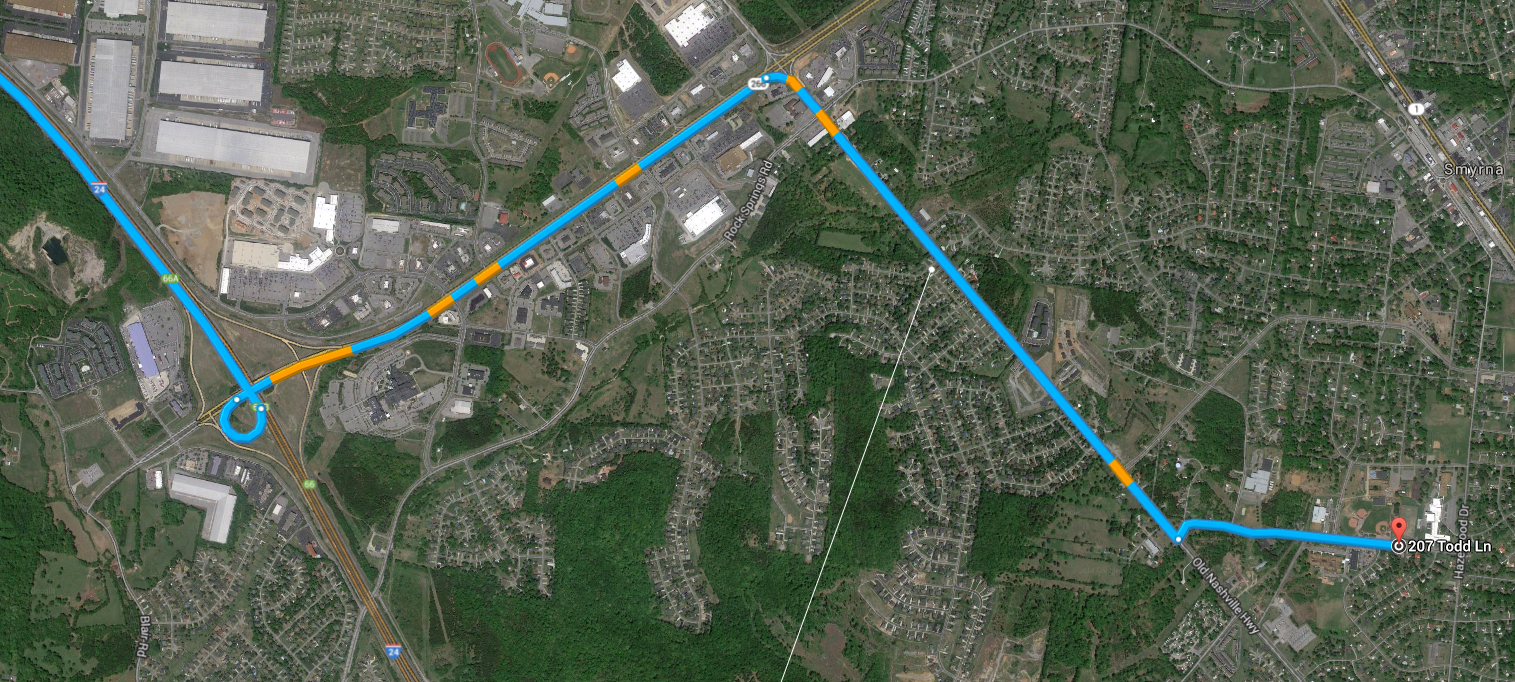 1
Smyrna
24
Rock Springs Rd
66A
66
207 Todd Ln
Hazelwood Dr
Old Nashville Hwy
Blair Rd
24